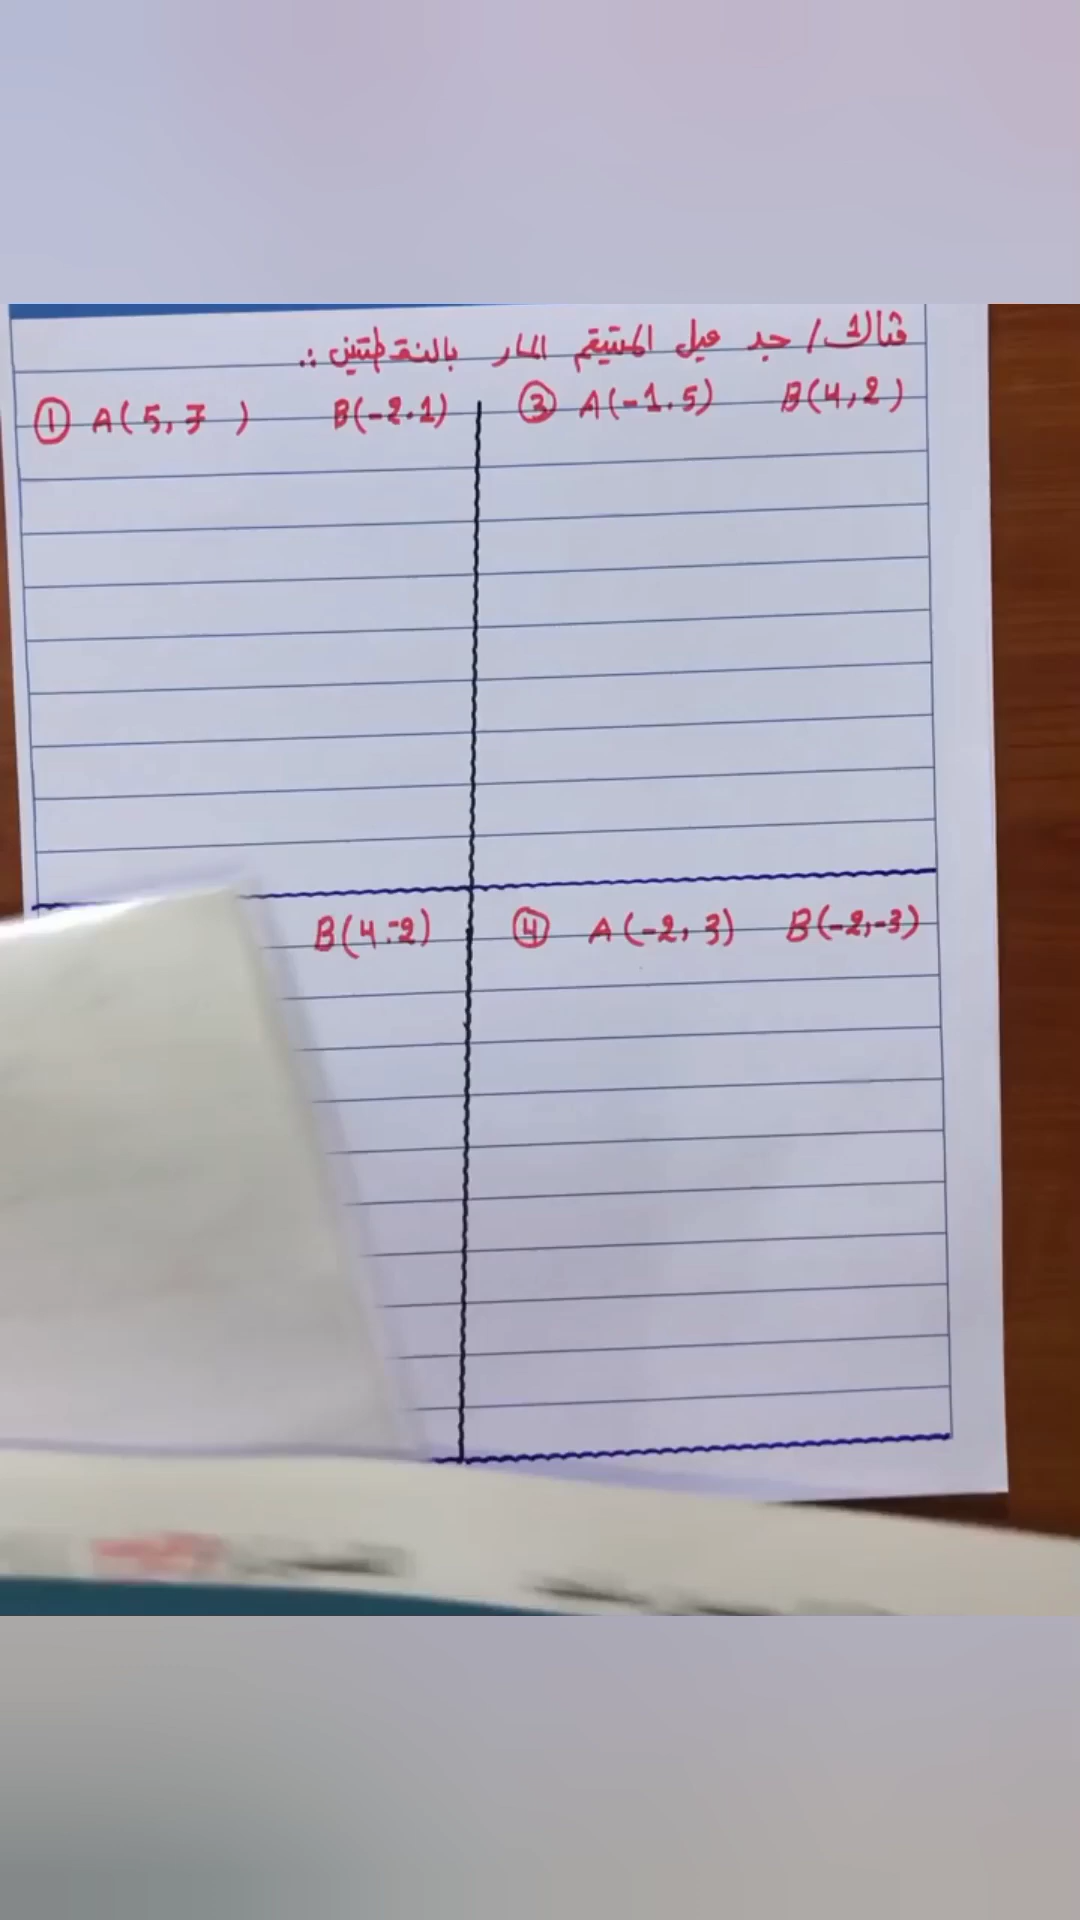 مثال1/ جد ميل المستقيم المار بالنقطتين :.
① A(5,7 ) B(-2.1) ③ A(-1.5) B(4,2)
B(4.-2) ④ A(-2, 3) B(-2,-3)